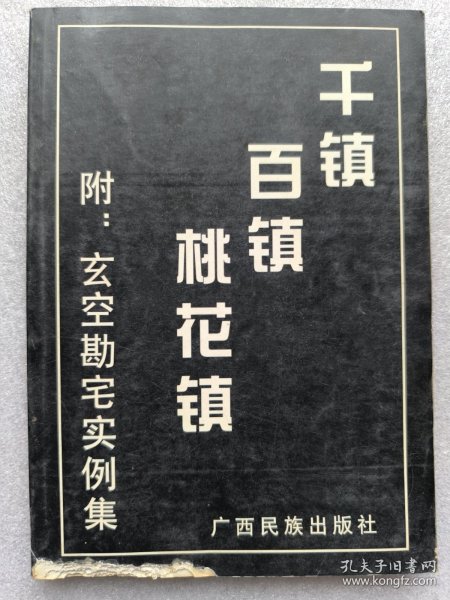 千镇
百镇
桃花镇
附：玄空勘宅实例集
广西民族出版社
孔夫子旧书网
www.kongfz.com